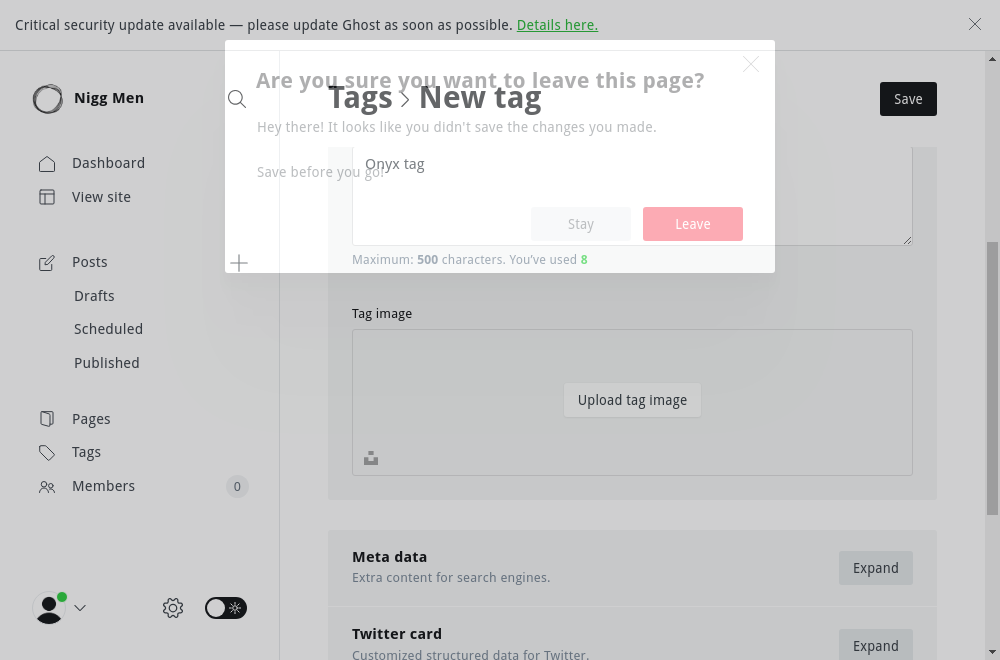 Critical security update available — please update Ghost as soon as possible. Details here.
Are you sure you want to leave this page?
Nigg Men
Tags > New tag
Save
Hey there! It looks like you didn't save the changes you made.
Dashboard
Onyx tag
Save before you go!
View site
Stay
Leave
Maximum: 500 characters. You've used 8
Posts
Drafts
Tag image
Scheduled
Published
Upload tag image
Pages
Tags
Members
0
Meta data
Extra content for search engines.
Expand
Twitter card
Customized structured data for Twitter.
Expand